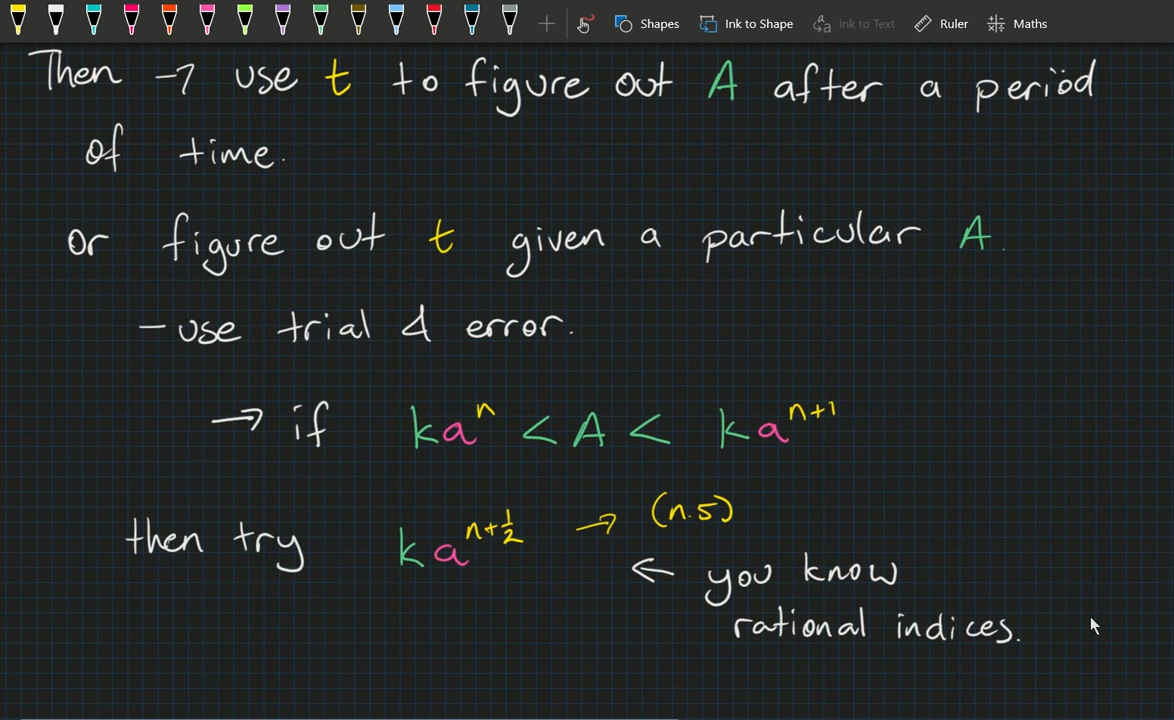 Shapes Ink to Shape Ink to Text Ruler Maths
Then → use t to figure out A after a period
of time.
or figure out t given a particular A.
- use trial & error.
→ if kaⁿ < A < kaⁿ⁺¹
then try ka^(n+1/2) → (n.5)
← you know
rational indices.